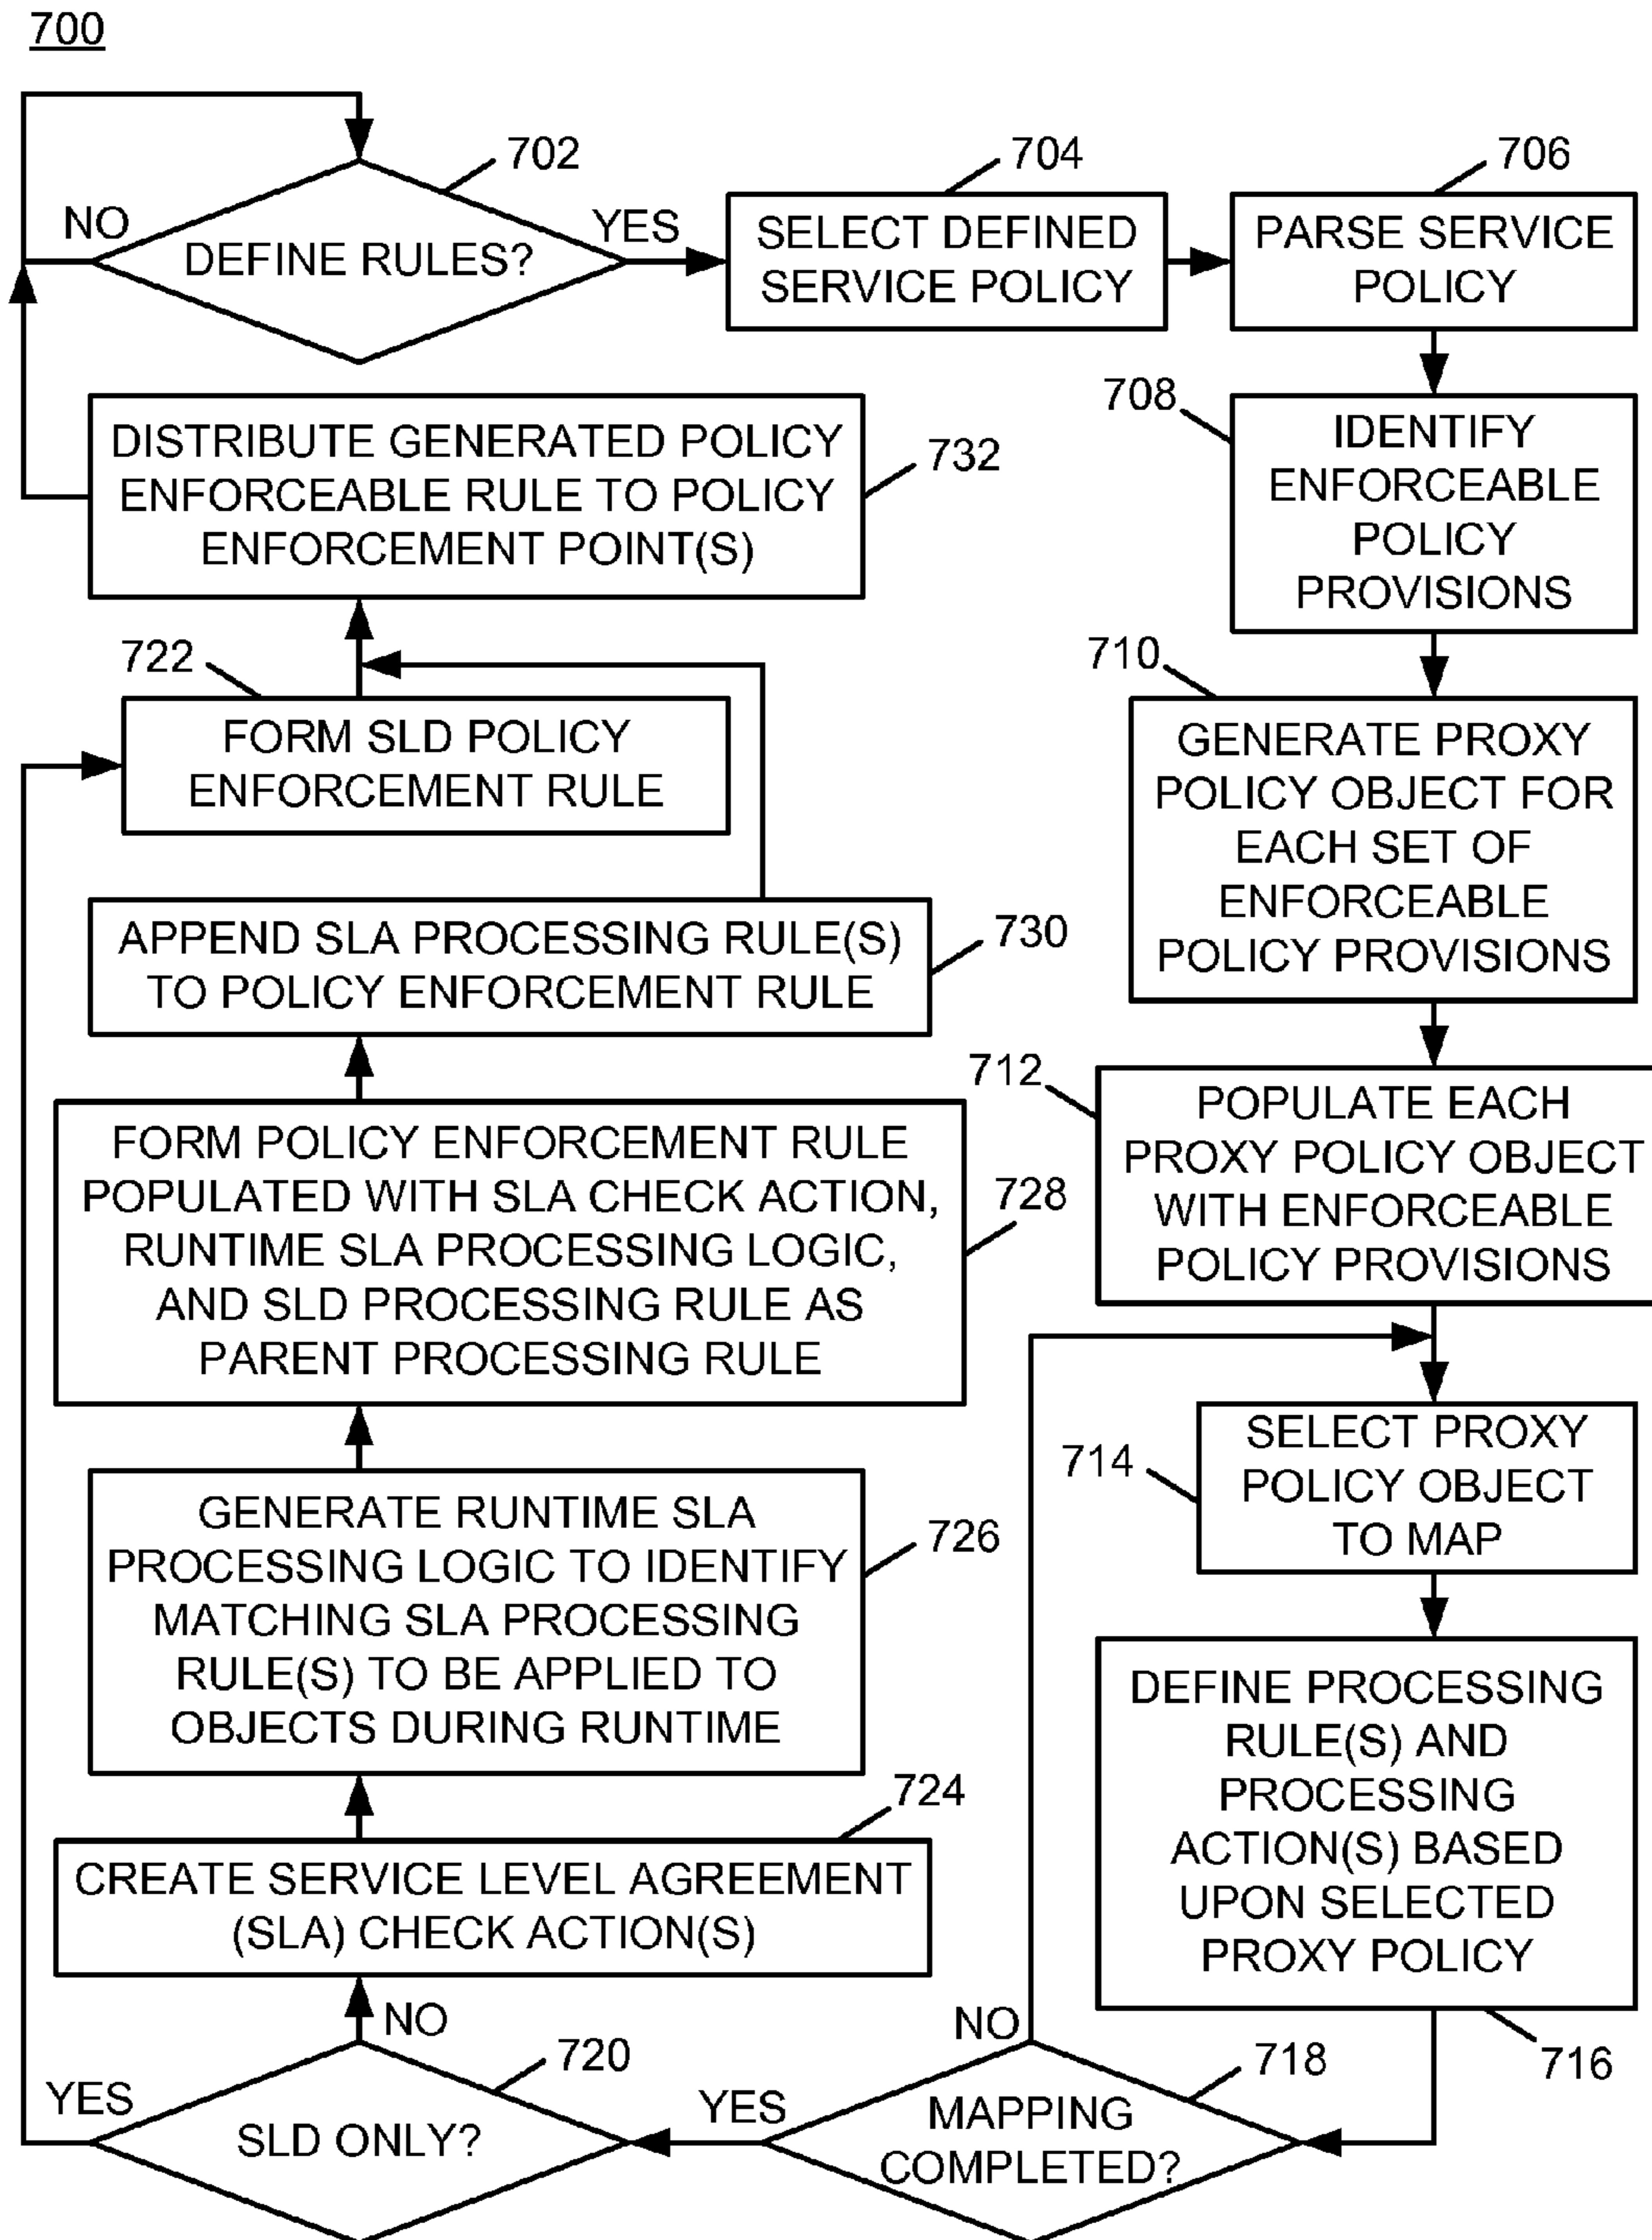 700
702
NO
DEFINE RULES?
YES
704
SELECT DEFINED
SERVICE POLICY
706
PARSE SERVICE
POLICY
708
IDENTIFY
ENFORCEABLE
POLICY
PROVISIONS
710
GENERATE PROXY
POLICY OBJECT FOR
EACH SET OF
ENFORCEABLE
POLICY PROVISIONS
712
POPULATE EACH
PROXY POLICY OBJECT
WITH ENFORCEABLE
POLICY PROVISIONS
714
SELECT PROXY
POLICY OBJECT
TO MAP
DEFINE PROCESSING
RULE(S) AND
PROCESSING
ACTION(S) BASED
UPON SELECTED
PROXY POLICY
716
718
NO
MAPPING
COMPLETED?
YES
720
SLD ONLY?
YES
NO
724
CREATE SERVICE LEVEL AGREEMENT
(SLA) CHECK ACTION(S)
726
GENERATE RUNTIME SLA
PROCESSING LOGIC TO IDENTIFY
MATCHING SLA PROCESSING
RULE(S) TO BE APPLIED TO
OBJECTS DURING RUNTIME
728
FORM POLICY ENFORCEMENT RULE
POPULATED WITH SLA CHECK ACTION,
RUNTIME SLA PROCESSING LOGIC,
AND SLD PROCESSING RULE AS
PARENT PROCESSING RULE
730
APPEND SLA PROCESSING RULE(S)
TO POLICY ENFORCEMENT RULE
722
FORM SLD POLICY
ENFORCEMENT RULE
732
DISTRIBUTE GENERATED POLICY
ENFORCEABLE RULE TO POLICY
ENFORCEMENT POINT(S)